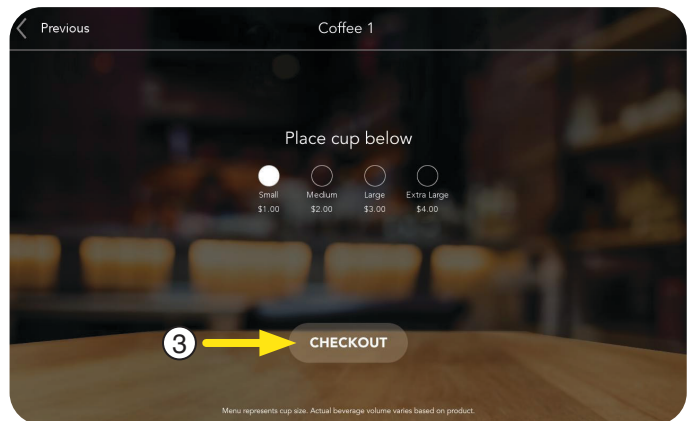 Previous
Coffee 1
Place cup below
Small Medium Large Extra Large
$1.00 $2.00 $3.00 $4.00
3
CHECKOUT
Menu represents cup size. Actual beverage volume varies based on product.